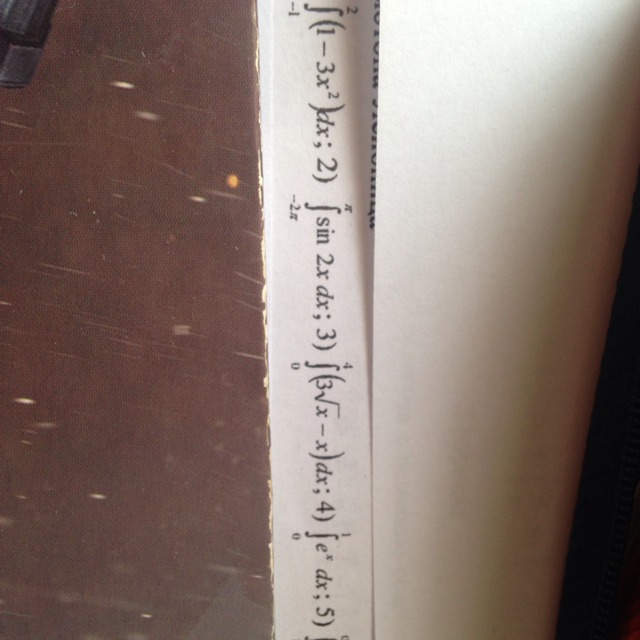 ∫₋₁² (1 − 3x²)dx; 2) ∫₋₂π^π sin 2x dx; 3) ∫₀⁴ (3√x − x)dx; 4) ∫₀¹ eˣ dx; 5) ∫